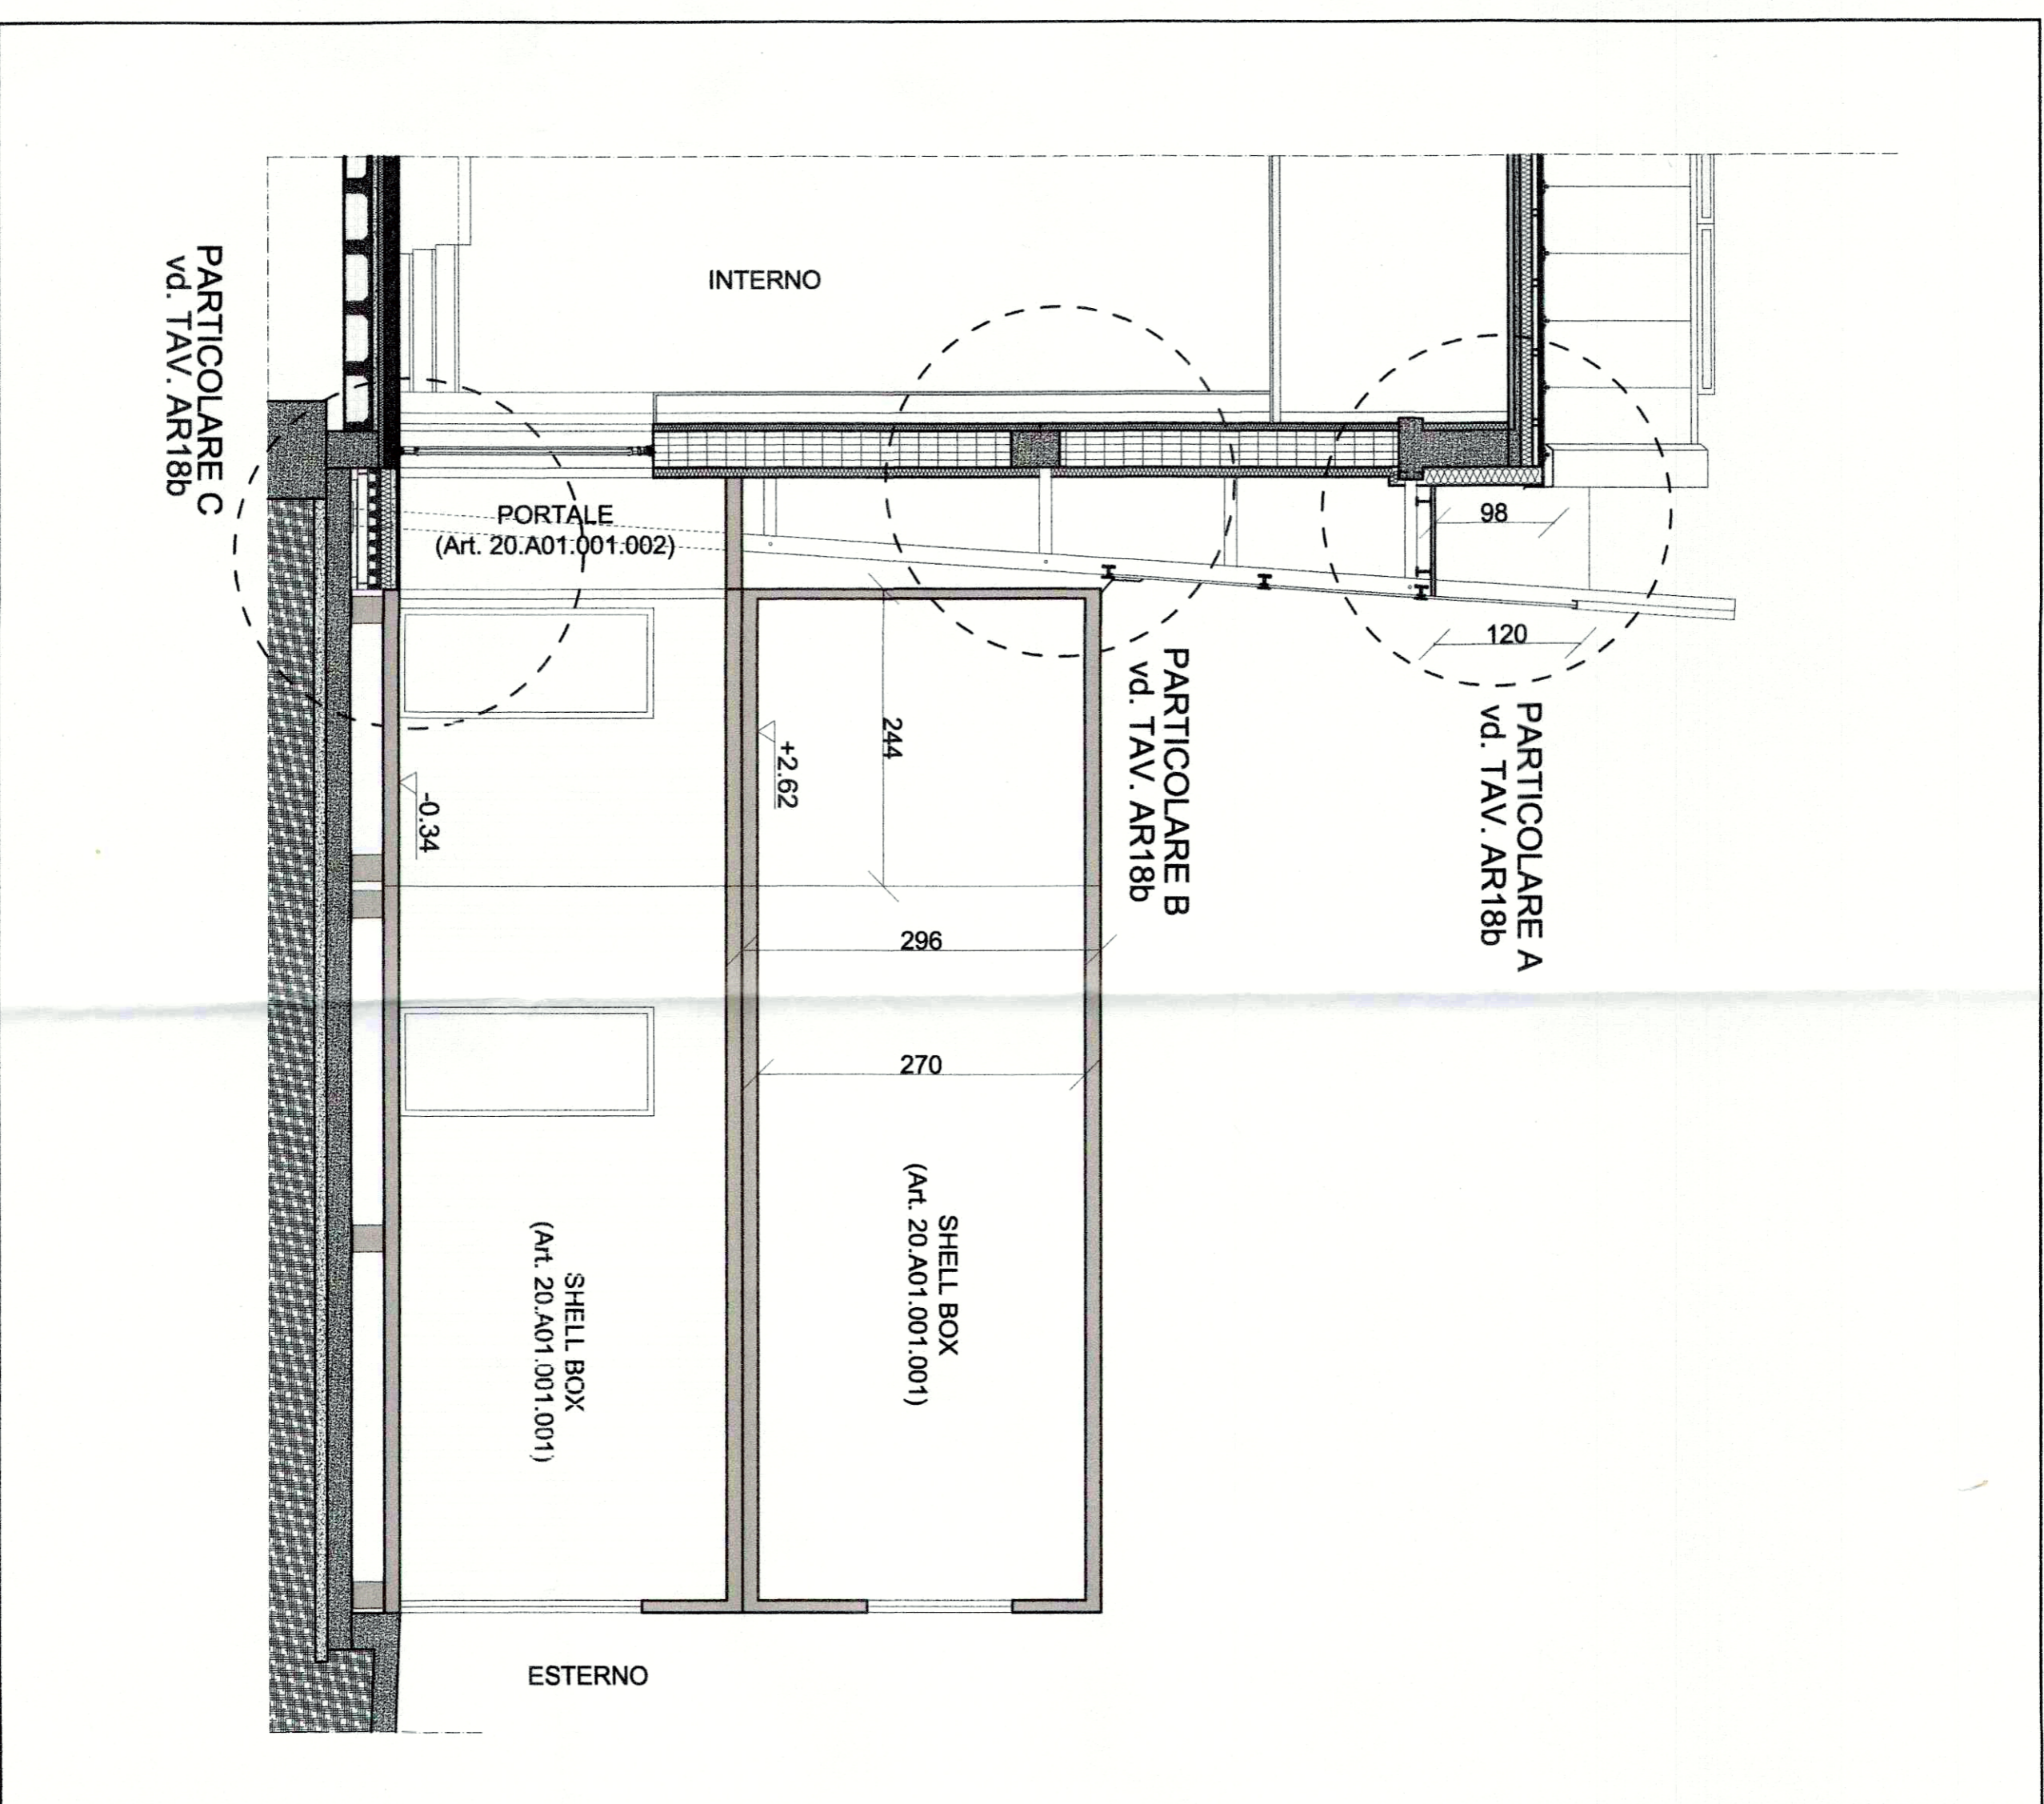 INTERNO
PARTICOLARE C
vd. TAV. AR18b
PORTALE
(Art. 20.A01.001.002)
98
120
PARTICOLARE B
vd. TAV. AR18b
PARTICOLARE A
vd. TAV. AR18b
244
+2.62
-0.34
296
270
SHELL BOX
(Art. 20.A01.001.001)
SHELL BOX
(Art. 20.A01.001.001)
ESTERNO